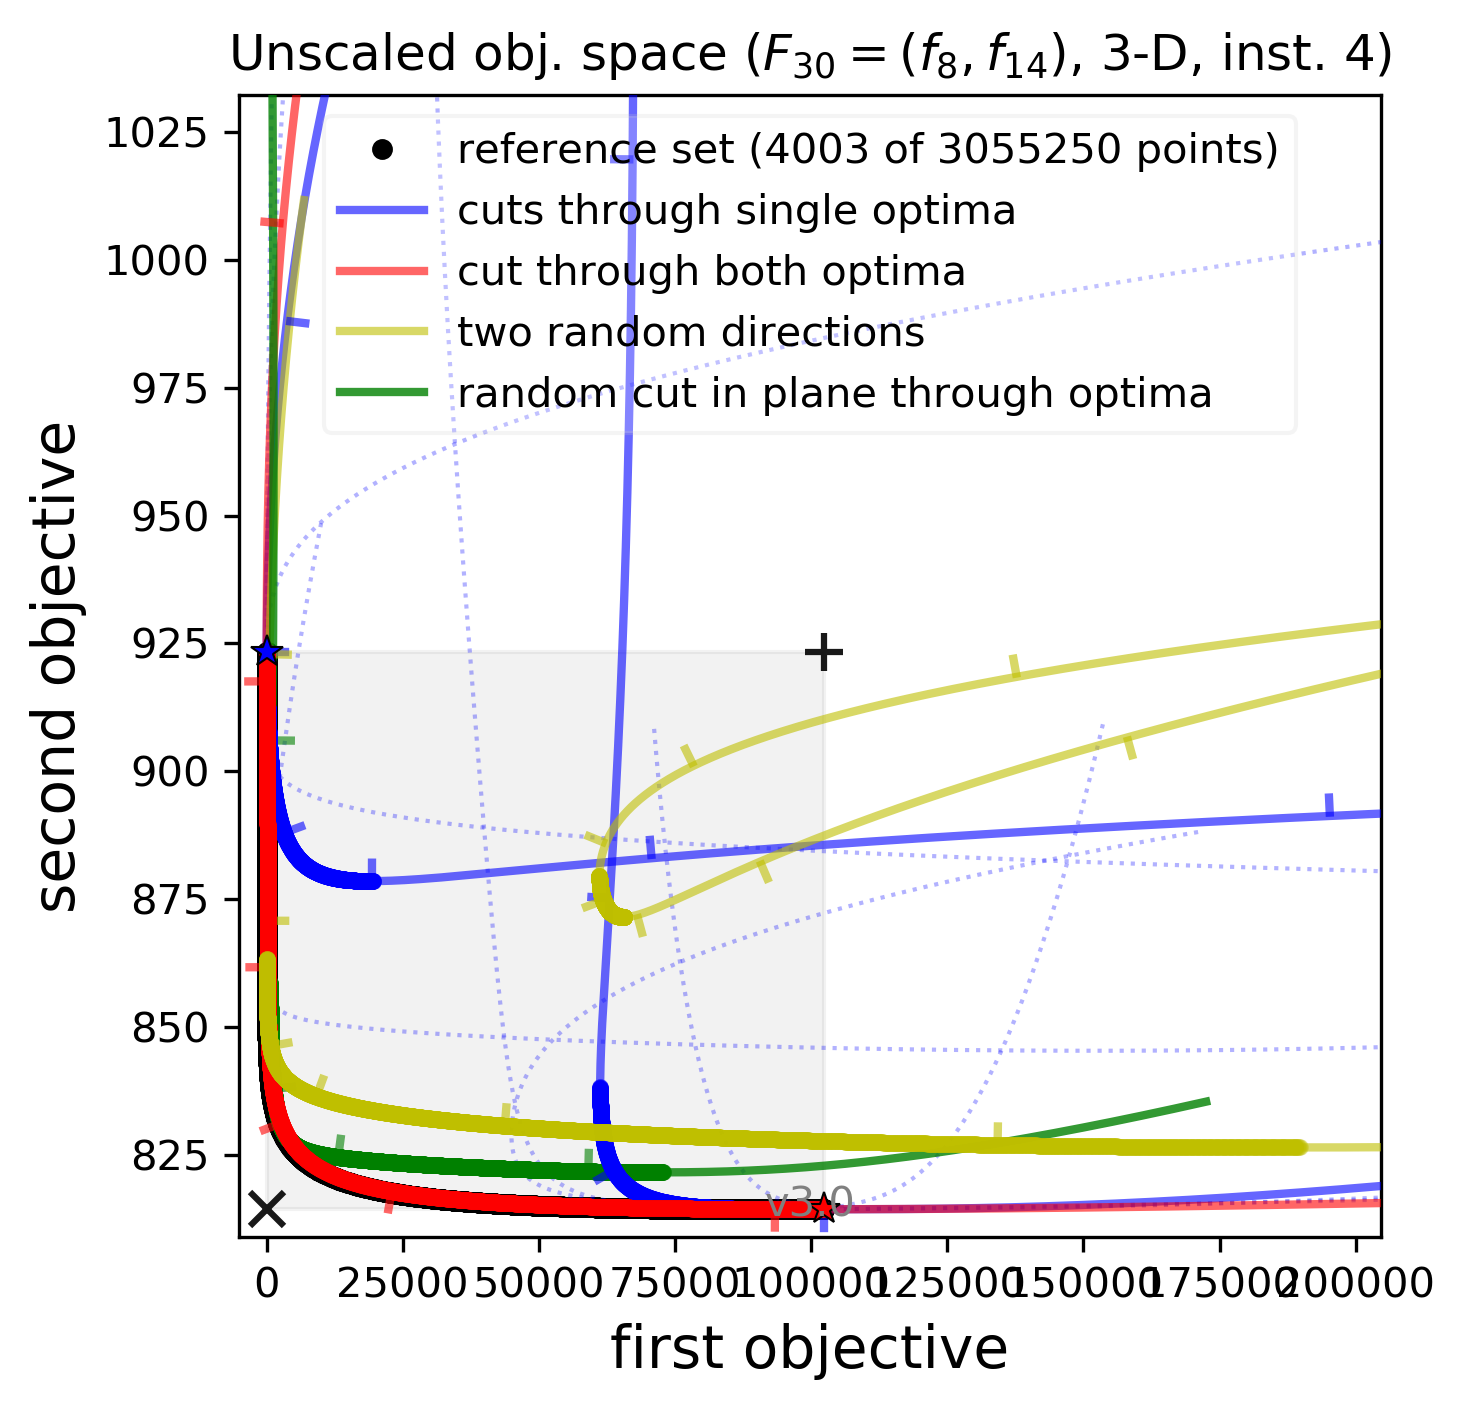 Unscaled obj. space (F30 = (f8, f14), 3-D, inst. 4)
1025
1000
975
950
925
900
875
850
825
second objective
reference set (4003 of 3055250 points)
cuts through single optima
cut through both optima
two random directions
random cut in plane through optima
v3.0
0 25000 50000 75000 100000 125000 150000 175000 200000
first objective